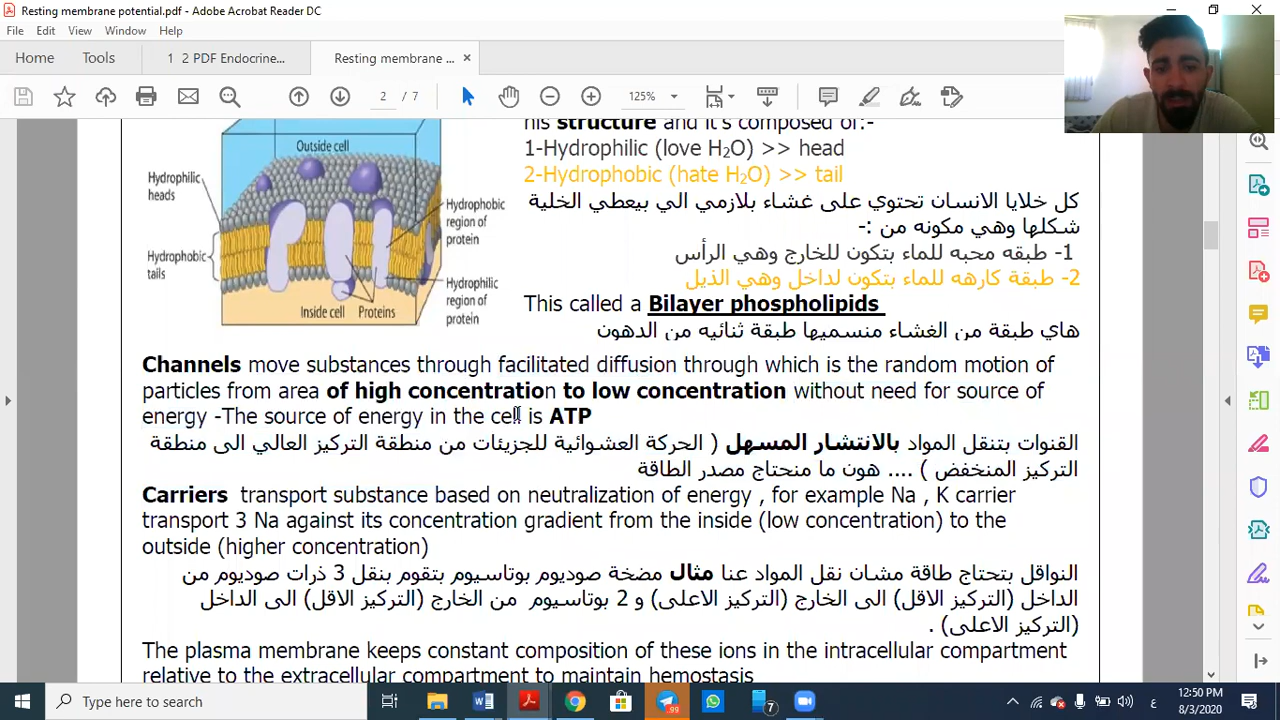 Resting membrane potential.pdf - Adobe Acrobat Reader DC
File Edit View Window Help
Home Tools 1 2 PDF Endocrine... Resting membrane ... ×
2 / 7 125%
his structure and it's composed of:-
1-Hydrophilic (love H₂O) >> head
2-Hydrophobic (hate H₂O) >> tail
كل خلايا الانسان تحتوي على غشاء بلازمي الي بيعطي الخلية
شكلها وهي مكونه من :-
1- طبقه محبه للماء بتكون للخارج وهي الرأس
2- طبقة كارهه للماء بتكون لداخل وهي الذيل
This called a Bilayer phospholipids
هاي طبقة من الغشاء منسميها طبقة ثنائيه من الدهون
Outside cell
Hydrophilic
heads
Hydrophobic
tails
Hydrophobic
region of
protein
Hydrophilic
region of
protein
Inside cell Proteins
Channels move substances through facilitated diffusion through which is the random motion of
particles from area of high concentration to low concentration without need for source of
energy -The source of energy in the cell is ATP
القنوات بتنقل المواد بالانتشار المسهل ( الحركة العشوائية للجزيئات من منطقة التركيز العالي الى منطقة
التركيز المنخفض ) .... هون ما منحتاج مصدر الطاقة
Carriers transport substance based on neutralization of energy , for example Na , K carrier
transport 3 Na against its concentration gradient from the inside (low concentration) to the
outside (higher concentration)
النواقل بتحتاج طاقة مشان نقل المواد عنا مثال مضخة صوديوم بوتاسيوم بتقوم بنقل 3 ذرات صوديوم من
الداخل (التركيز الاقل) الى الخارج (التركيز الاعلى) و 2 بوتاسيوم من الخارج (التركيز الاقل) الى الداخل
(التركيز الاعلى) .
The plasma membrane keeps constant composition of these ions in the intracellular compartment
relative to the extracellular compartment to maintain hemostasis
Type here to search
99
7
ع
12:50 PM
8/3/2020